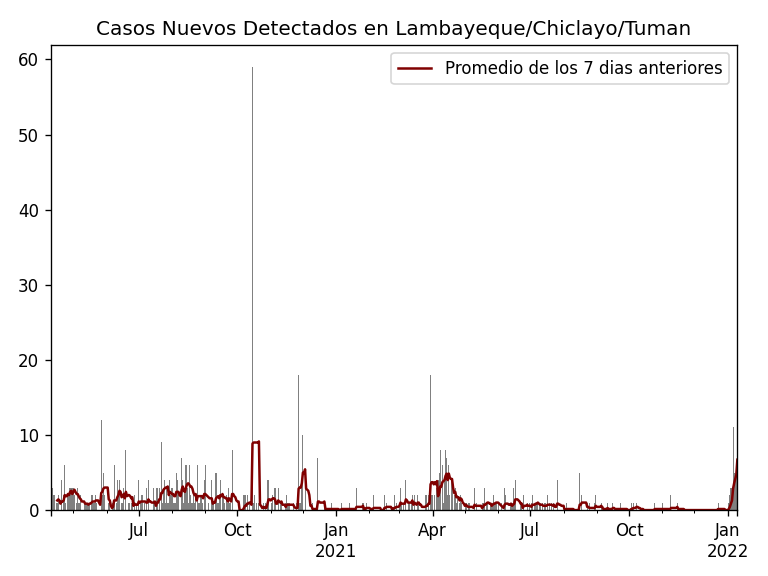 Casos Nuevos Detectados en Lambayeque/Chiclayo/Tuman
Promedio de los 7 dias anteriores
60
50
40
30
20
10
0
Jul
Oct
Jan
2021
Apr
Jul
Oct
Jan
2022